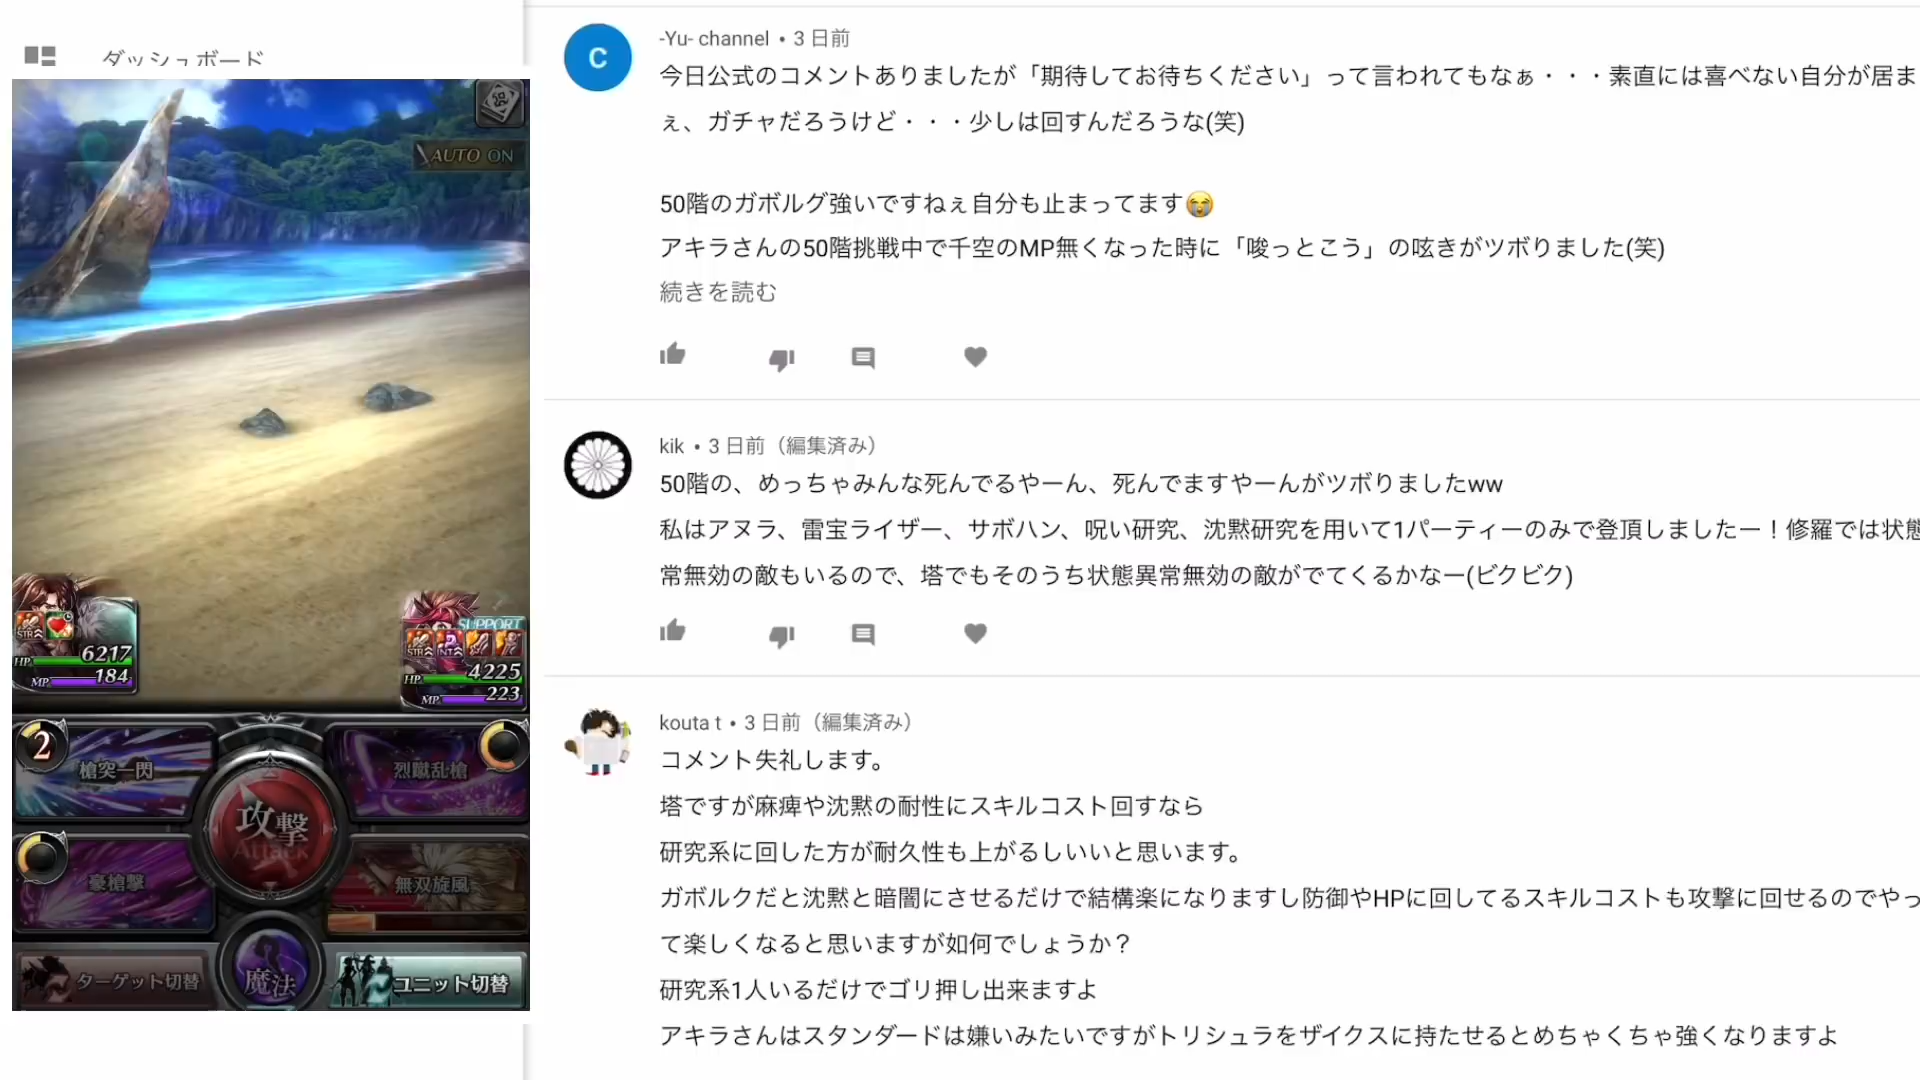 ダッシュボード
AUTO ON
STR
HP 6217
MP 184
SUPPORT
STR INT
HP 4225
MP 223
2
槍突一閃
烈蹴乱槍
攻撃
Attack
豪槍撃
無双旋風
ターゲット切替
魔法
ユニット切替
C
-Yu- channel • 3 日前
今日公式のコメントありましたが「期待してお待ちください」って言われてもなぁ・・・素直には喜べない自分が居ま
ぇ、ガチャだろうけど・・・少しは回すんだろうな(笑)
50階のガボルグ強いですねぇ自分も止まってます😭
アキラさんの50階挑戦中で千空のMP無くなった時に「唆っとこう」の呟きがツボりました(笑)
続きを読む
kik • 3 日前（編集済み）
50階の、めっちゃみんな死んでるやーん、死んでますやーんがツボりましたww
私はアヌラ、雷宝ライザー、サボハン、呪い研究、沈黙研究を用いて1パーティーのみで登頂しましたー！修羅では状態
常無効の敵もいるので、塔でもそのうち状態異常無効の敵がでてくるかなー(ビクビク)
kouta t • 3 日前（編集済み）
コメント失礼します。
塔ですが麻痺や沈黙の耐性にスキルコスト回すなら
研究系に回した方が耐久性も上がるしいいと思います。
ガボルクだと沈黙と暗闇にさせるだけで結構楽になりますし防御やHPに回してるスキルコストも攻撃に回せるのでやっ
て楽しくなると思いますが如何でしょうか？
研究系1人いるだけでゴリ押し出来ますよ
アキラさんはスタンダードは嫌いみたいですがトリシュラをザイクスに持たせるとめちゃくちゃ強くなりますよ